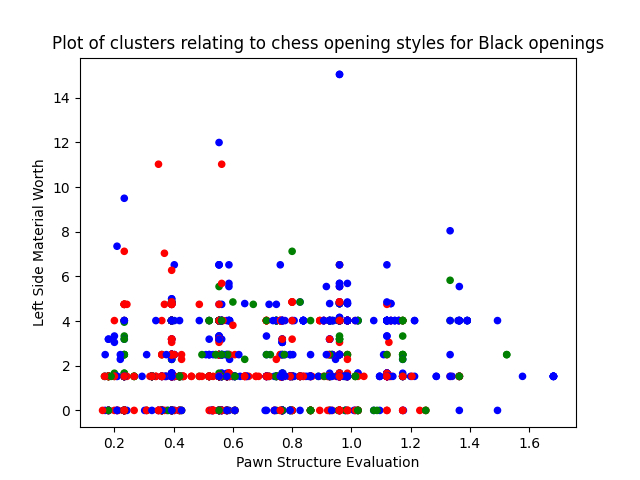 Plot of clusters relating to chess opening styles for Black openings
Left Side Material Worth
14
12
10
8
6
4
2
0
0.2 0.4 0.6 0.8 1.0 1.2 1.4 1.6
Pawn Structure Evaluation